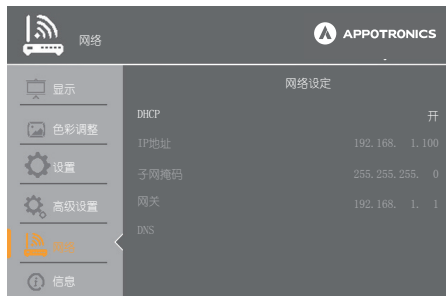 网络
APPOTRONICS
网络设定
显示
色彩调整
设置
高级设置
网络
信息
DHCP 开
IP地址 192.168. 1.100
子网掩码 255.255.255. 0
网关 192.168. 1. 1
DNS